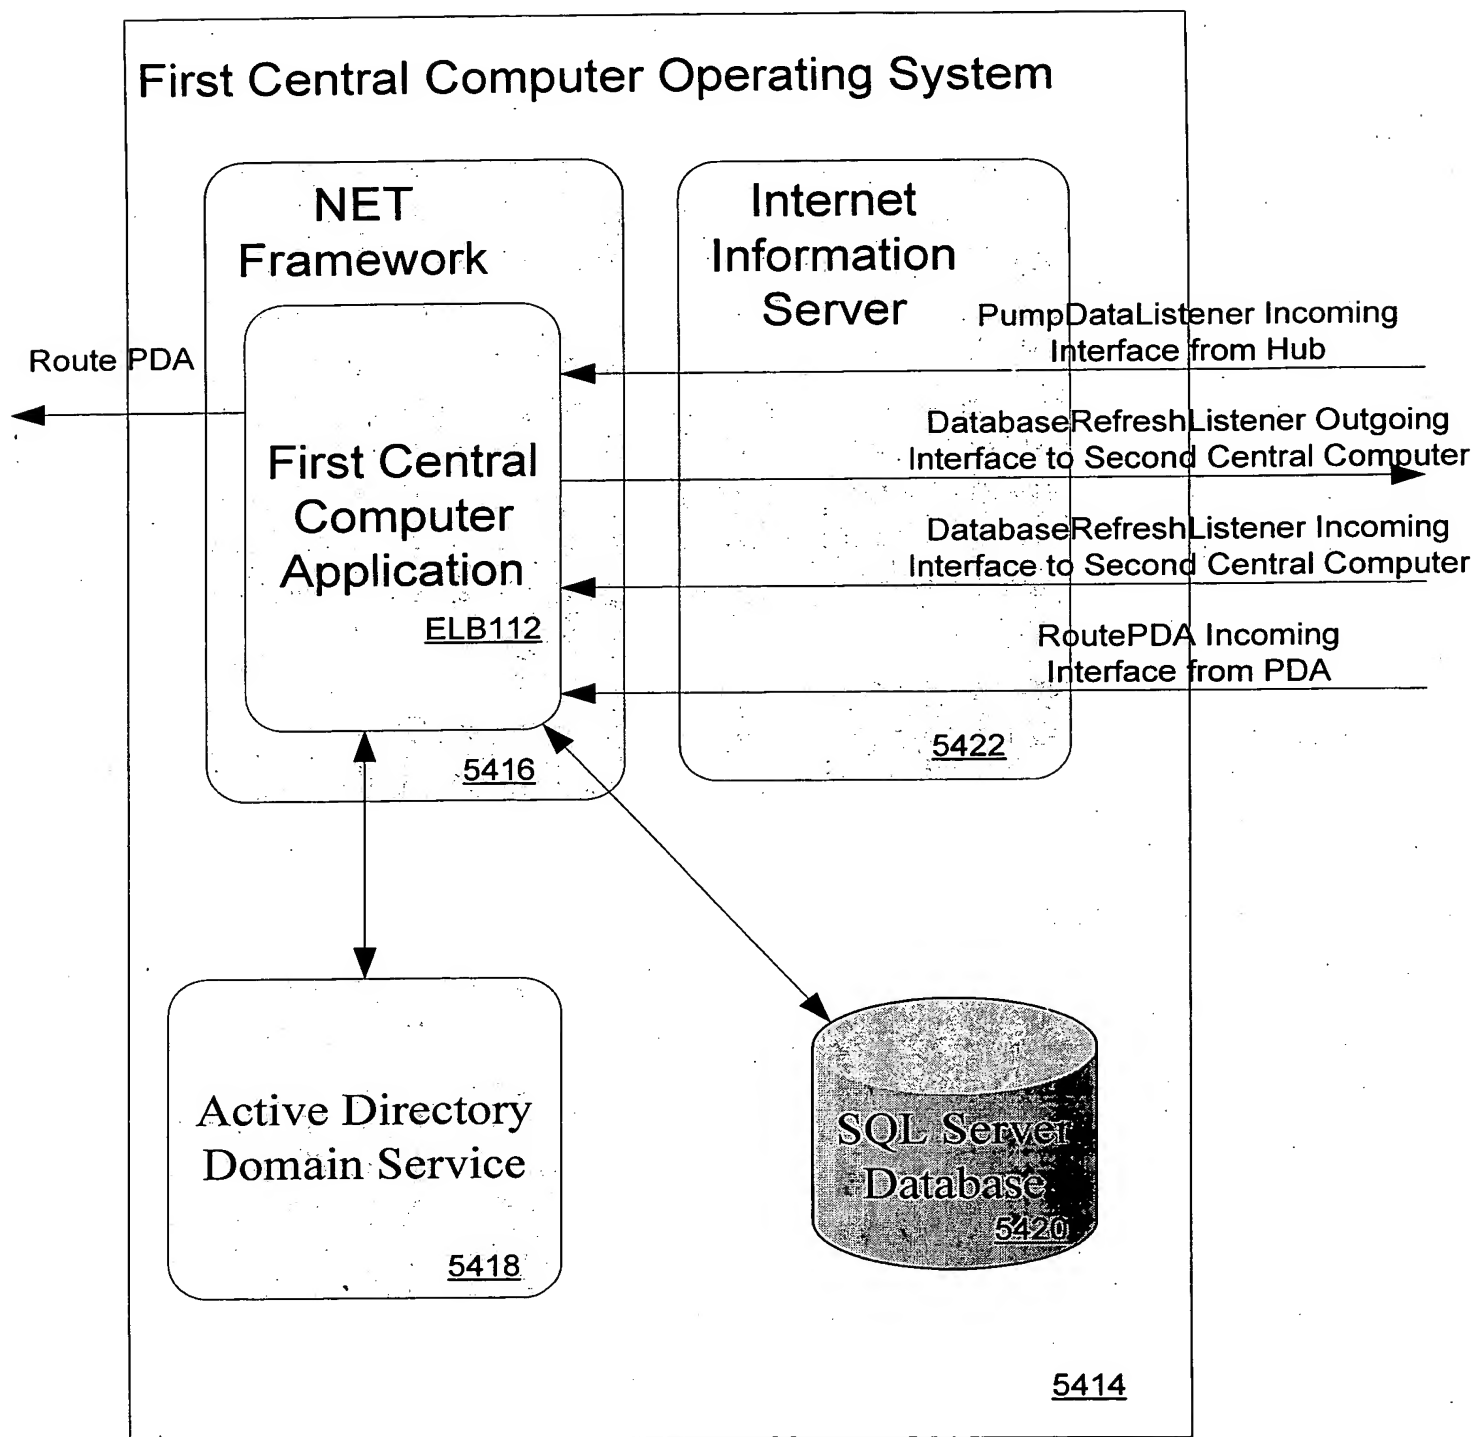 First Central Computer Operating System
NET
Framework
Internet
Information
Server
PumpDataListener Incoming
Interface from Hub
Route PDA
DatabaseRefreshListener Outgoing
Interface to Second Central Computer
First Central
Computer
Application
ELB112
DatabaseRefreshListener Incoming
Interface to Second Central Computer
RoutePDA Incoming
Interface from PDA
5422
5416
Active Directory
Domain Service
5418
SQL Server
Database
5420
5414